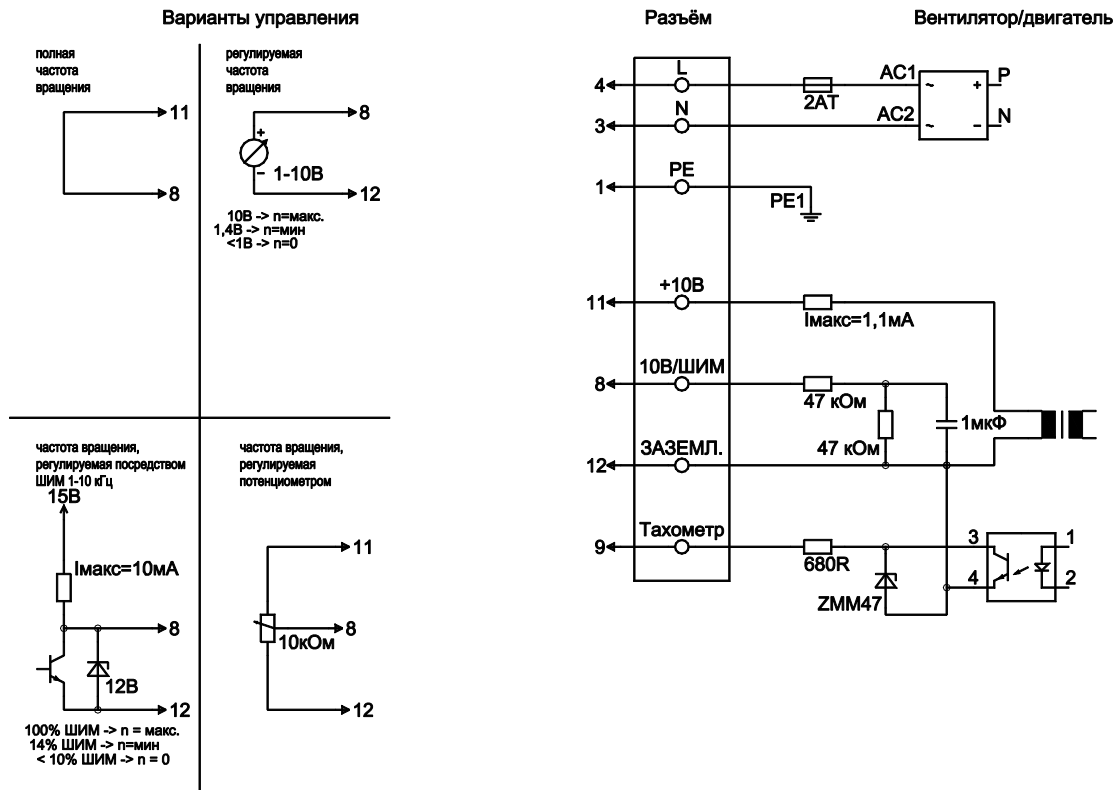 Варианты управления
Разъём
Вентилятор/двигатель
полная
частота
вращения
11
8
регулируемая
частота
вращения
8
+
− 1-10В
12
10В -> n=макс.
1,4В -> n=мин
<1В -> n=0
частота вращения,
регулируемая посредством
ШИМ 1-10 кГц
15В
Iмакс=10мА
8
12В
12
100% ШИМ -> n = макс.
14% ШИМ -> n=мин
< 10% ШИМ -> n = 0
частота вращения,
регулируемая
потенциометром
11
8
10кОм
12
4
L
2AT
AC1
~
+
P
3
N
AC2
~
−
N
1
PE
PE1
11
+10В
Iмакс=1,1мА
8
10В/ШИМ
47 кОм
47 кОм
1мкФ
12
ЗАЗЕМЛ.
9
Тахометр
680R
ZMM47
3
4
1
2